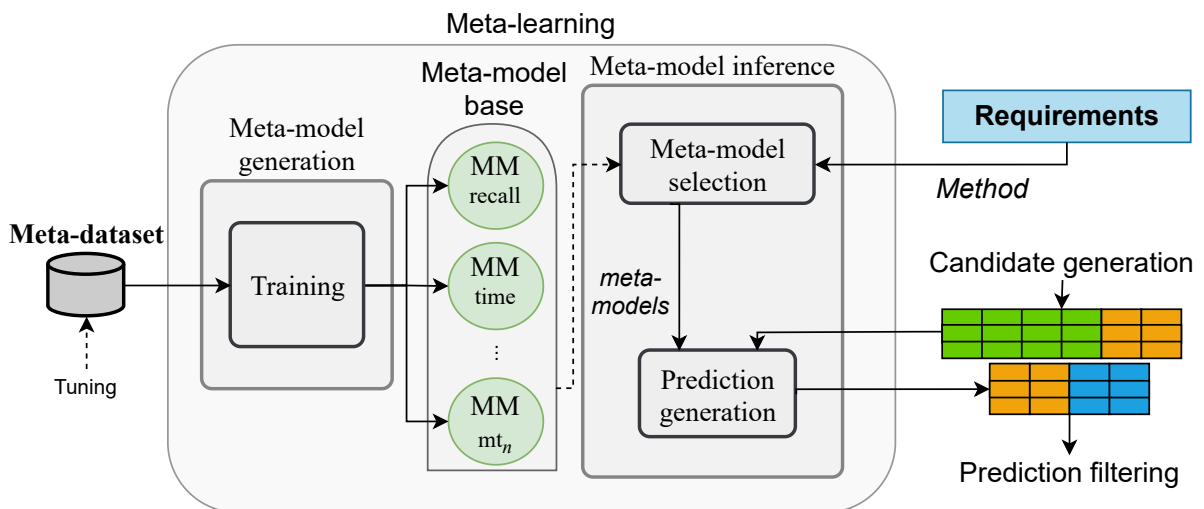 Meta-learning
Meta-model
base
Meta-model inference
Meta-model
generation
Requirements
MM
recall
Meta-model
selection
Method
Meta-dataset
Training
MM
time
meta-
models
Candidate generation
...
Tuning
MM
mtₙ
Prediction
generation
Prediction filtering